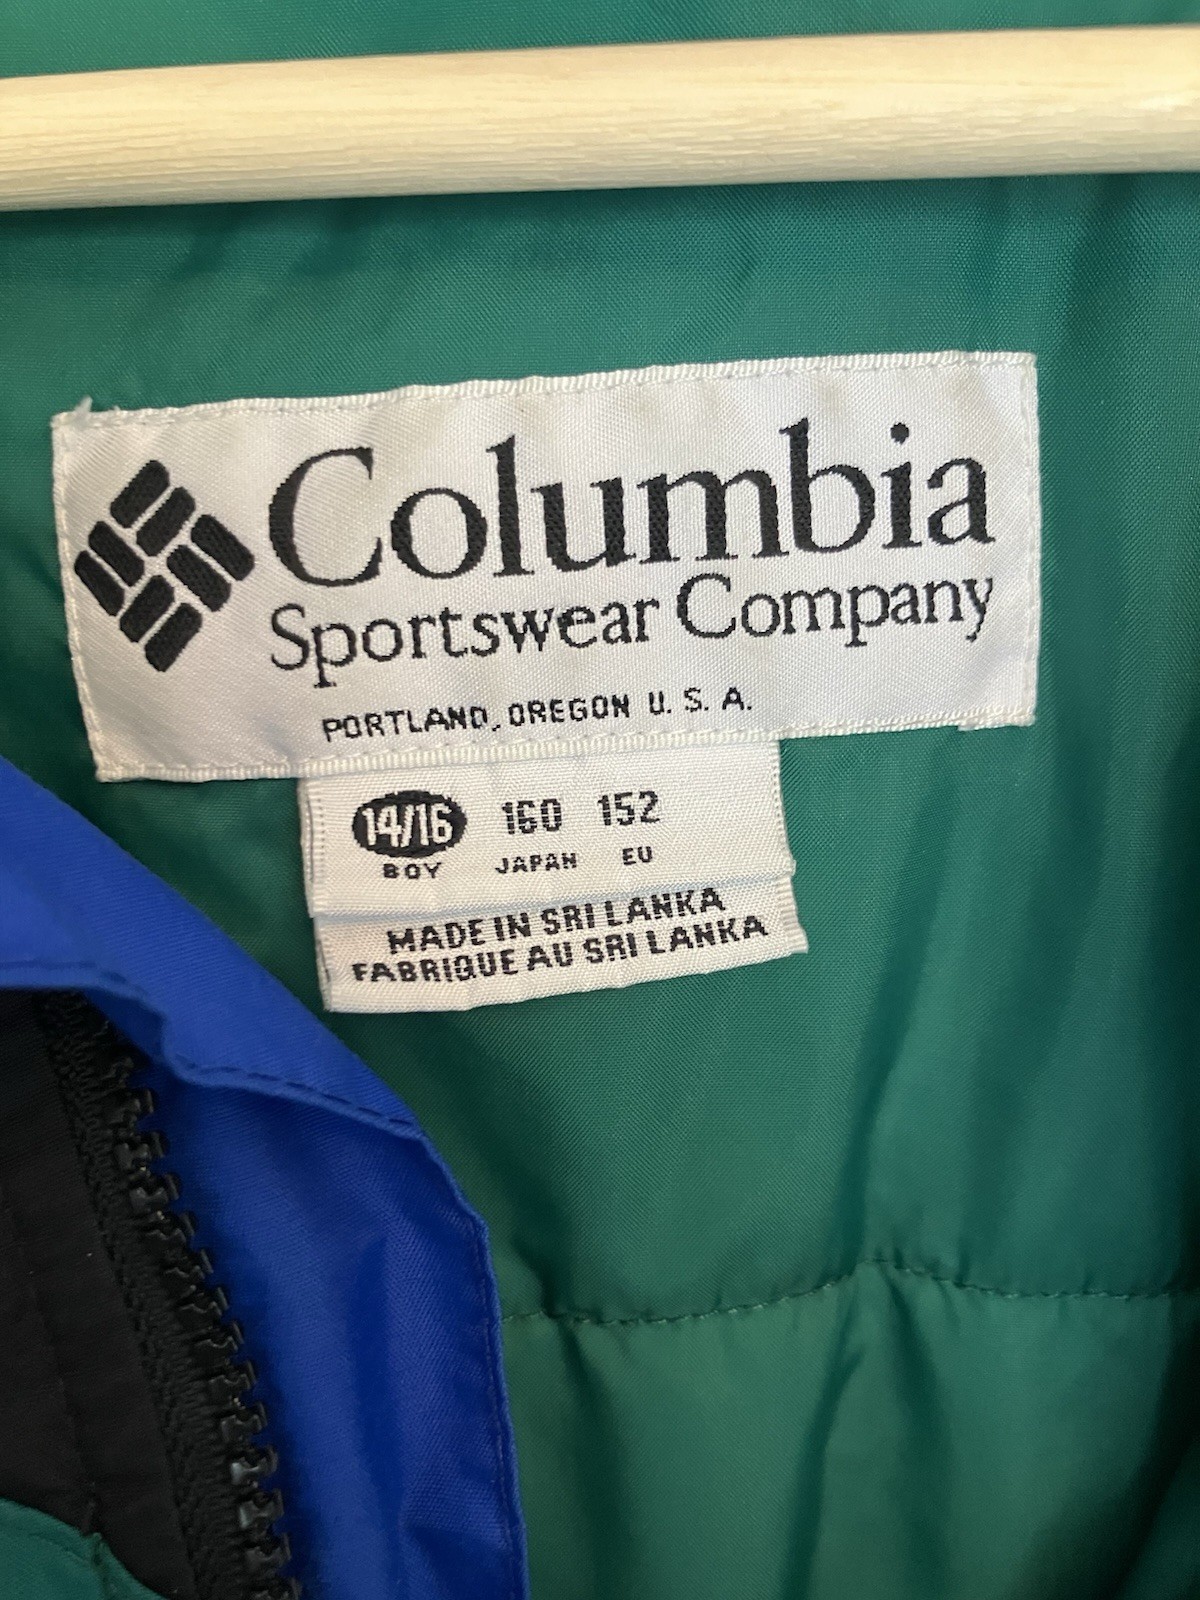 Columbia
Sportswear Company
PORTLAND, OREGON U. S. A.
14/16 160 152
BOY JAPAN EU
MADE IN SRI LANKA
FABRIQUE AU SRI LANKA